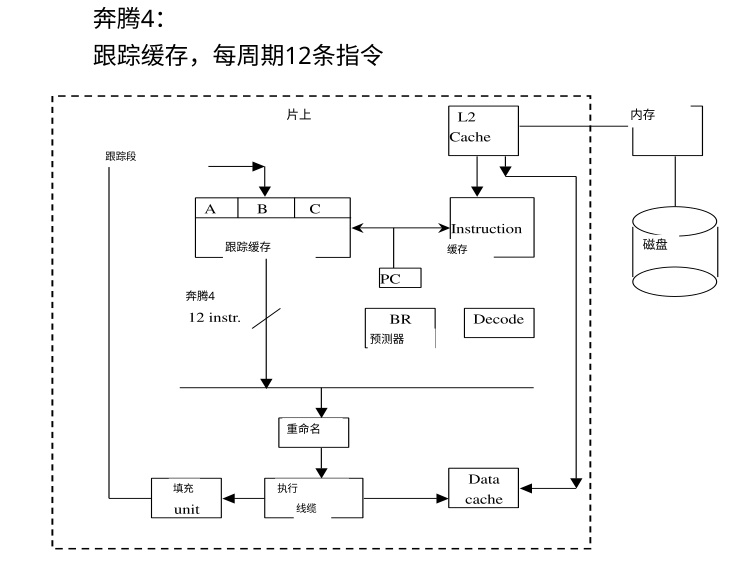 奔腾4：
跟踪缓存，每周期12条指令
片上
L2
Cache
内存
跟踪段
A B C
跟踪缓存
Instruction
缓存
磁盘
PC
奔腾4
12 instr.
BR
预测器
Decode
重命名
填充
unit
执行
线缆
Data
cache